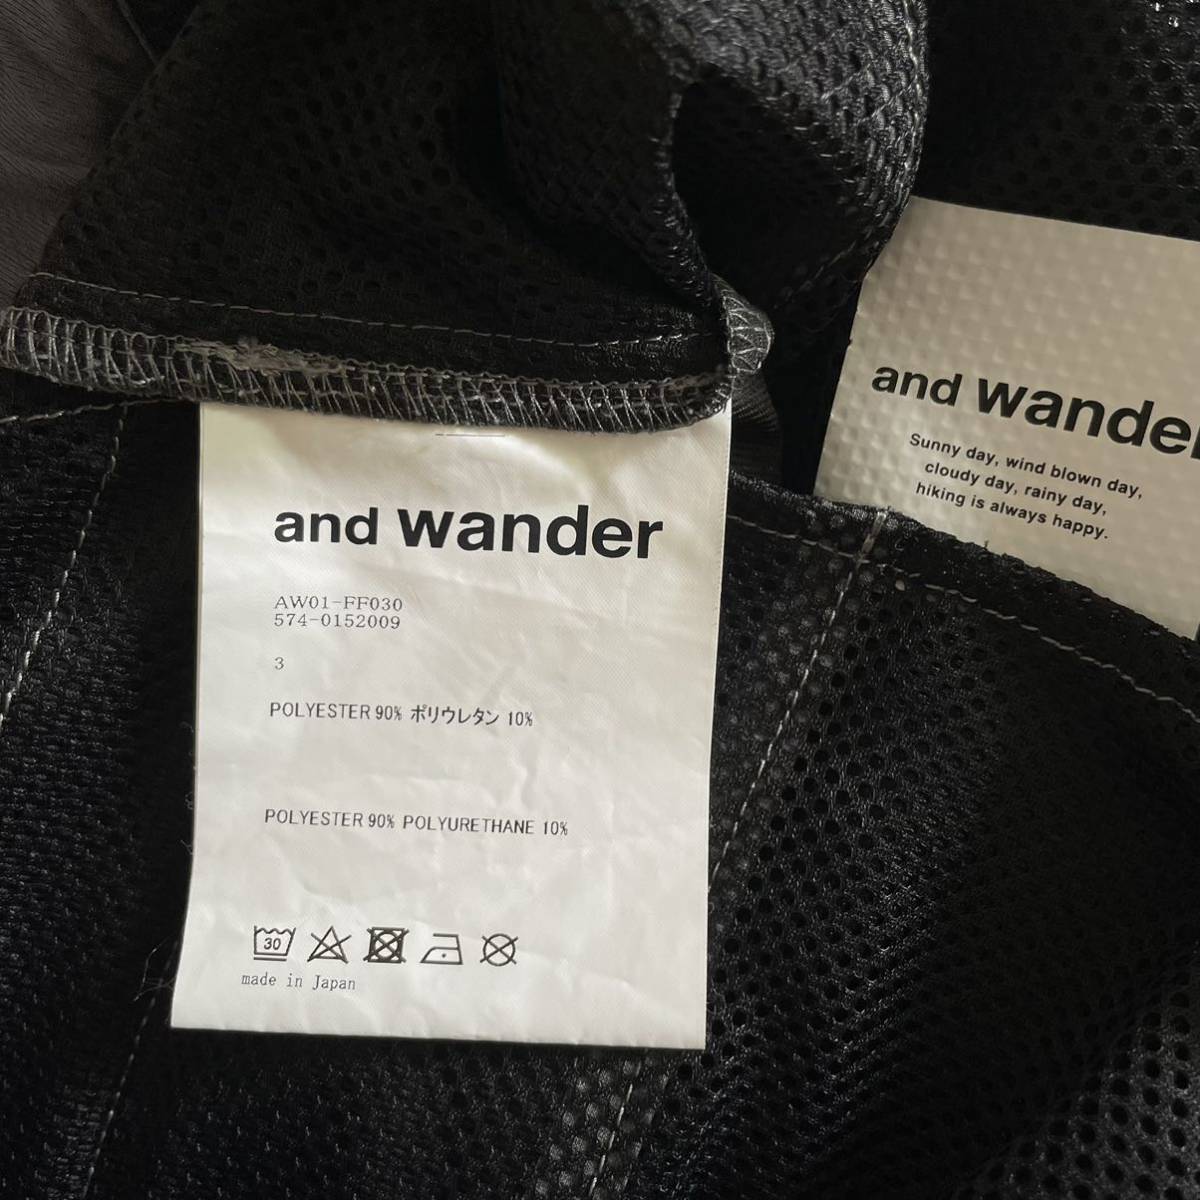 and wander
AW01-FF030
574-0152009
3
POLYESTER 90% ポリウレタン 10%
POLYESTER 90% POLYURETHANE 10%
30
made in Japan
and wander
Sunny day, wind blown day,
cloudy day, rainy day,
hiking is always happy.